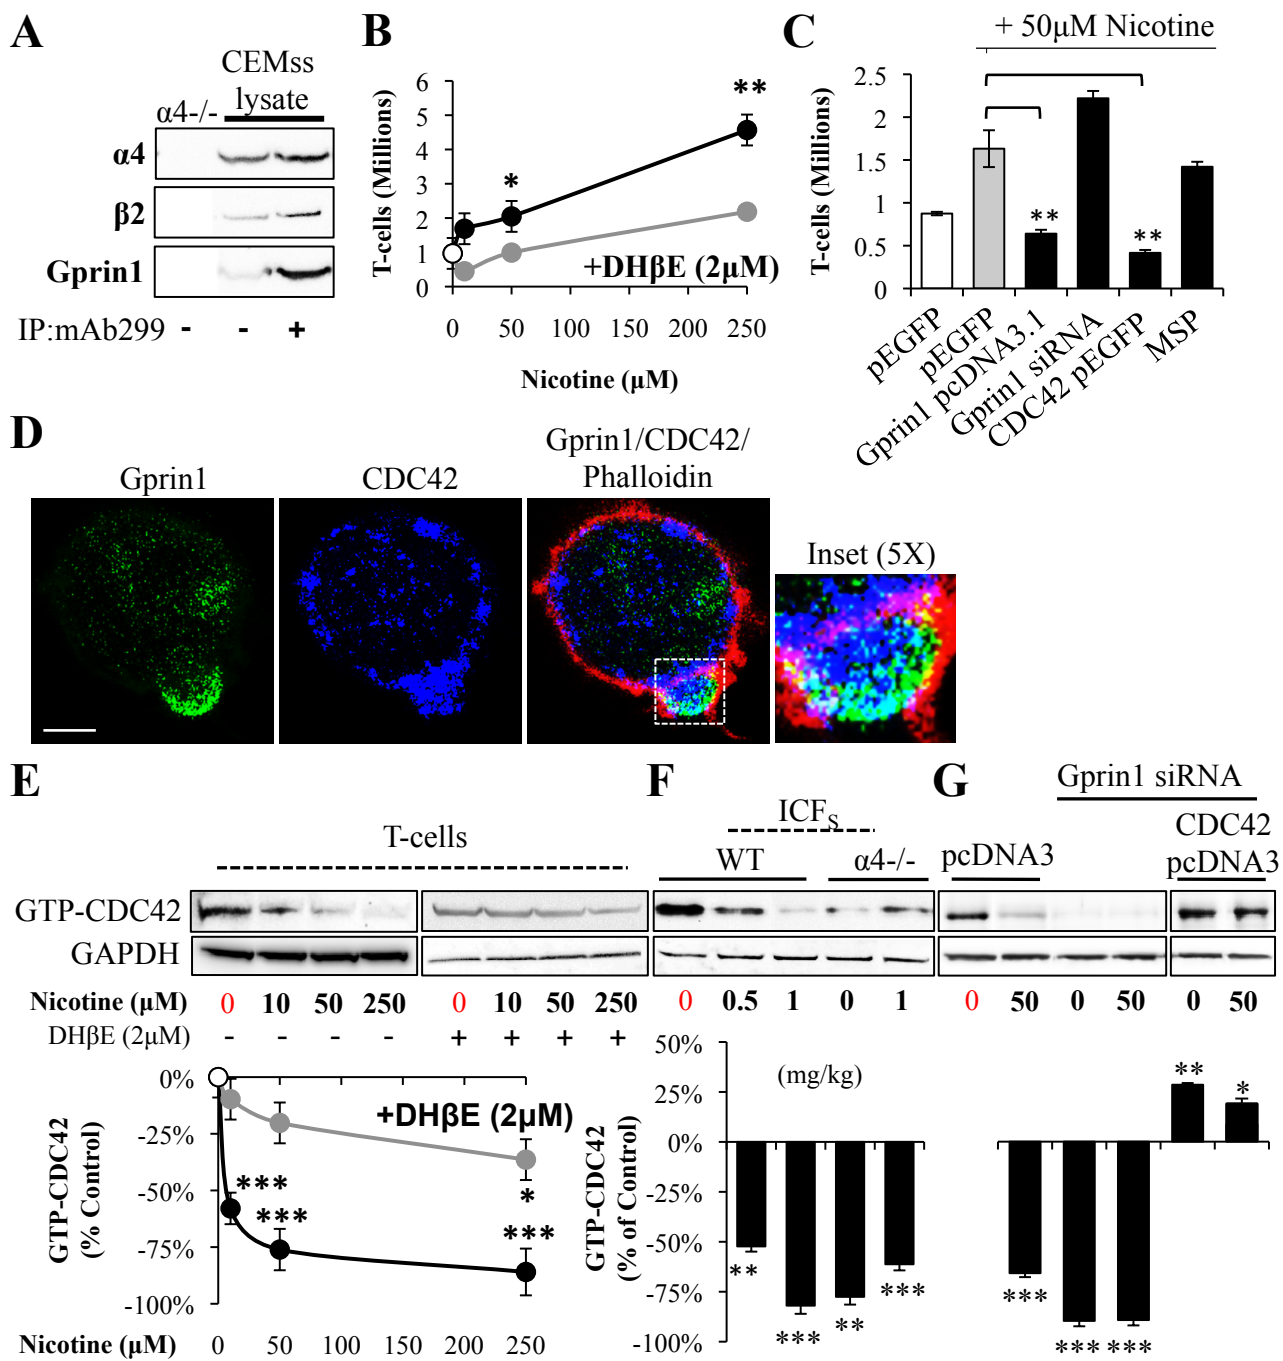 A
CEMss
lysate
α4-/-
α4
β2
Gprin1
IP:mAb299 - - +
B
T-cells (Millions)
6
5
4
3
2
1
0
**
*
+DHβE (2μM)
0 50 100 150 200 250
Nicotine (μM)
C
+ 50μM Nicotine
T-cells (Millions)
2.5
2
1.5
1
0.5
0
**
**
pEGFP
pEGFP
Gprin1 pcDNA3.1
Gprin1 siRNA
CDC42 pEGFP
MSP
D
Gprin1
CDC42
Gprin1/CDC42/
Phalloidin
Inset (5X)
E
T-cells
F
ICFs
WT
α4-/-
G
Gprin1 siRNA
pcDNA3
CDC42
pcDNA3
GTP-CDC42
GAPDH
Nicotine (μM) 0 10 50 250 0 10 50 250 0 0.5 1 0 1 0 50 0 50 0 50
DHβE (2μM) - - - - + + + +
GTP-CDC42
(% Control)
0%
-25%
-50%
-75%
-100%
+DHβE (2μM)
***
***
*
***
Nicotine (μM) 0 50 100 150 200 250
GTP-CDC42
(% of Control)
50%
25%
0%
-25%
-50%
-75%
-100%
(mg/kg)
**
***
**
***
***
***
***
**
*